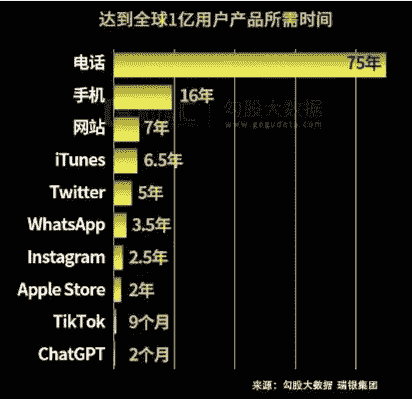 达到全球1亿用户产品所需时间
电话 75年
手机 16年
勾股大数据
www.gogudata.com
网站 7年
iTunes 6.5年
Twitter 5年
WhatsApp 3.5年
Instagram 2.5年
Apple Store 2年
TikTok 9个月
ChatGPT 2个月
来源：勾股大数据 瑞银集团